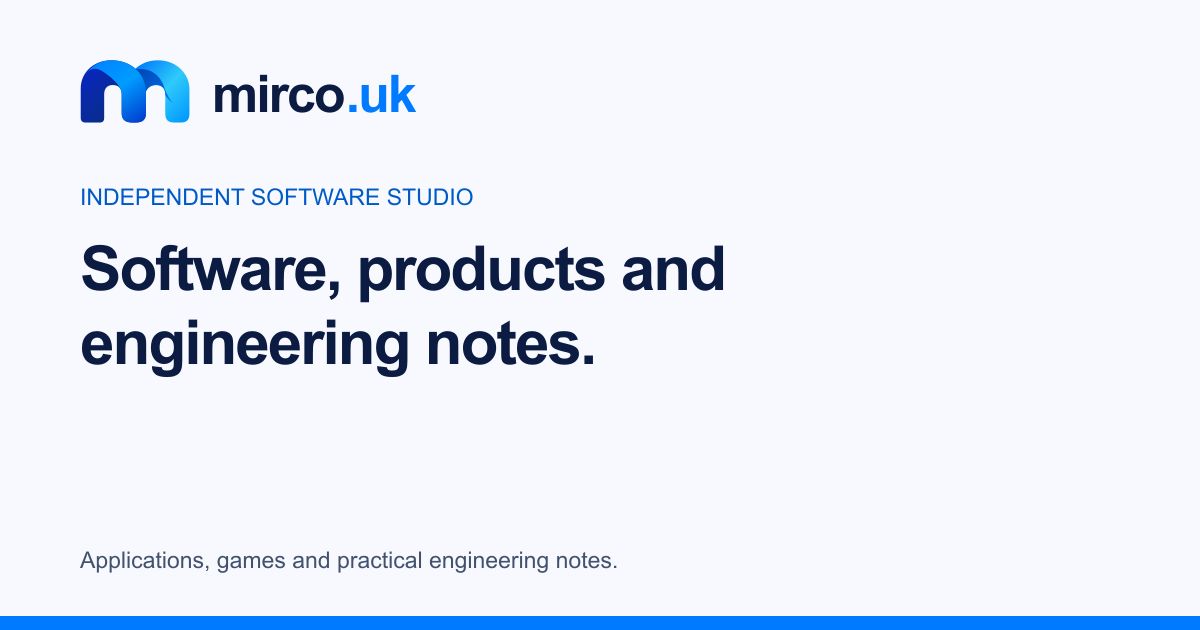 mirco.uk
INDEPENDENT SOFTWARE STUDIO
Software, products and
engineering notes.
Applications, games and practical engineering notes.